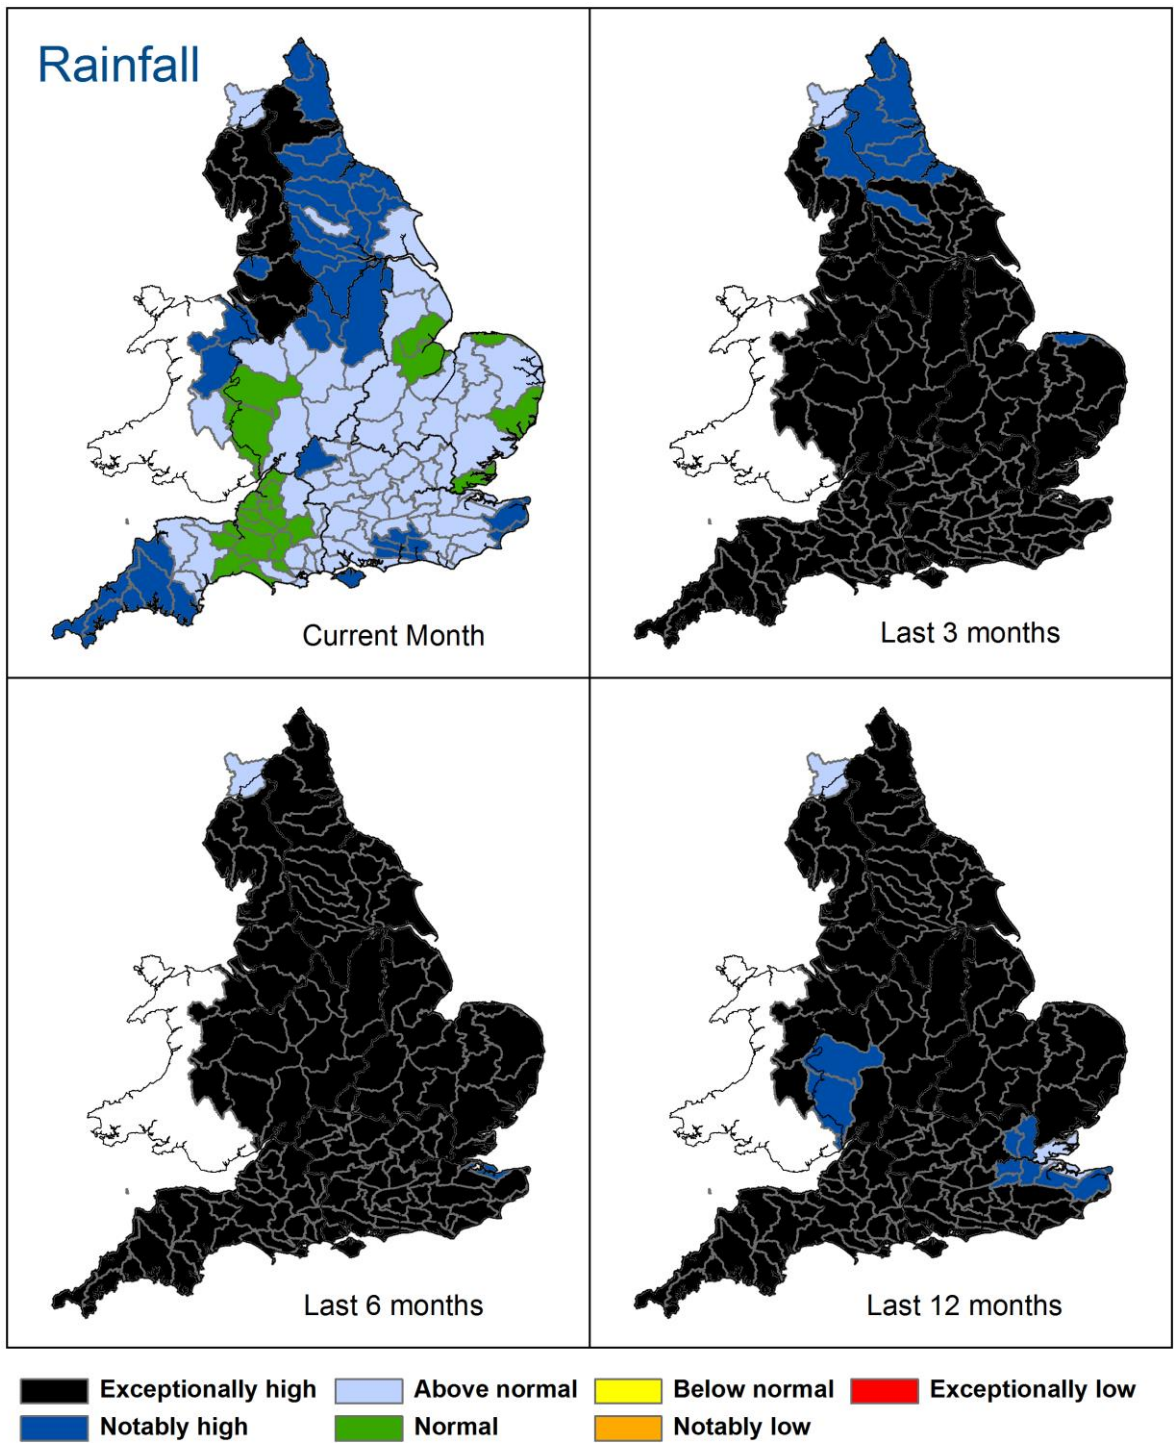 Rainfall
Current Month
Last 3 months
Last 6 months
Last 12 months
Exceptionally high
Above normal
Below normal
Exceptionally low
Notably high
Normal
Notably low